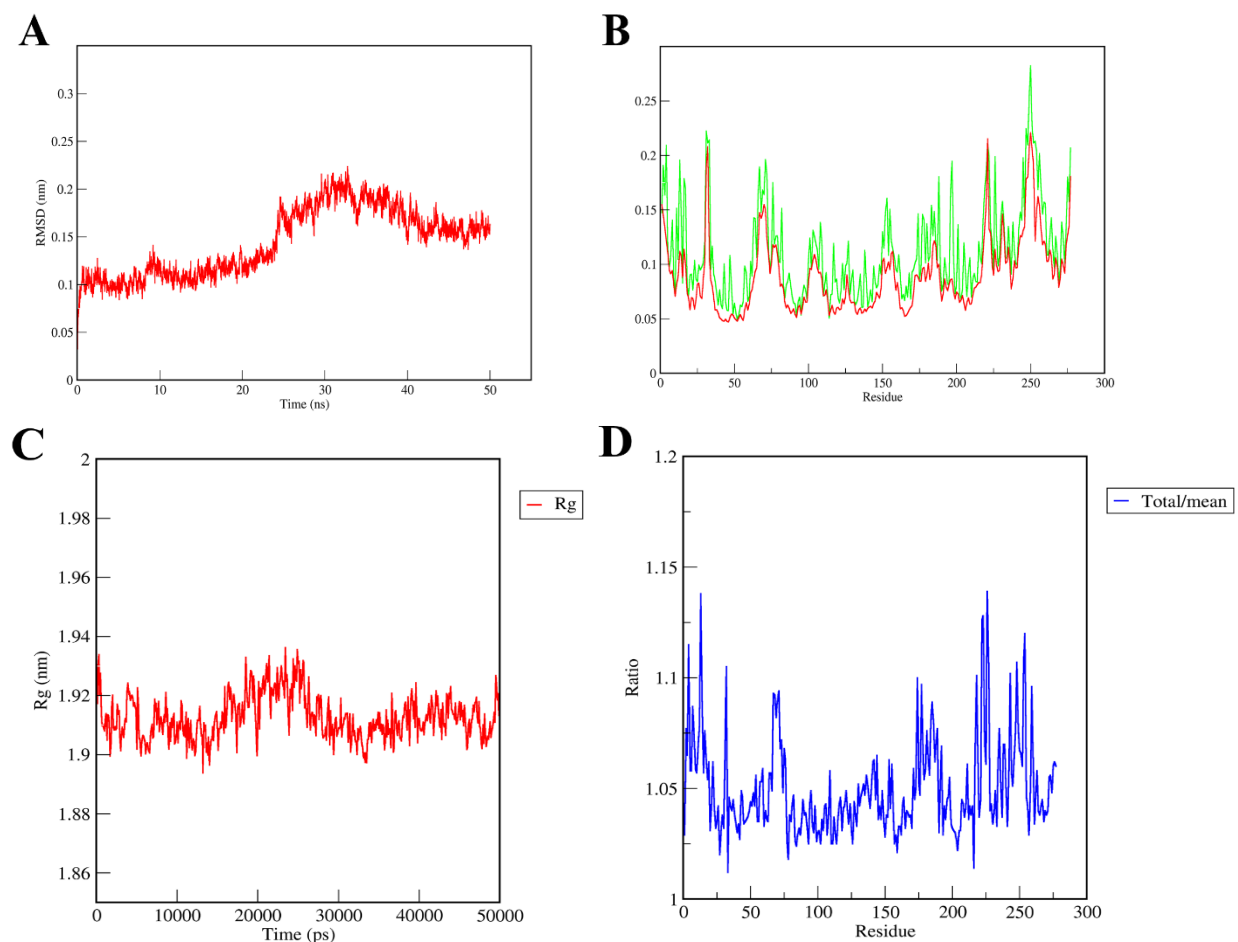 A
RMSD (nm)
0.3
0.25
0.2
0.15
0.1
0.05
0
0 10 20 30 40 50
Time (ns)
B
0.25
0.2
0.15
0.1
0.05
0
0 50 100 150 200 250 300
Residue
C
Rg (nm)
2
1.98
1.96
1.94
1.92
1.9
1.88
1.86
0 10000 20000 30000 40000 50000
Time (ps)
Rg
D
Ratio
1.2
1.15
1.1
1.05
1
0 50 100 150 200 250 300
Residue
Total/mean